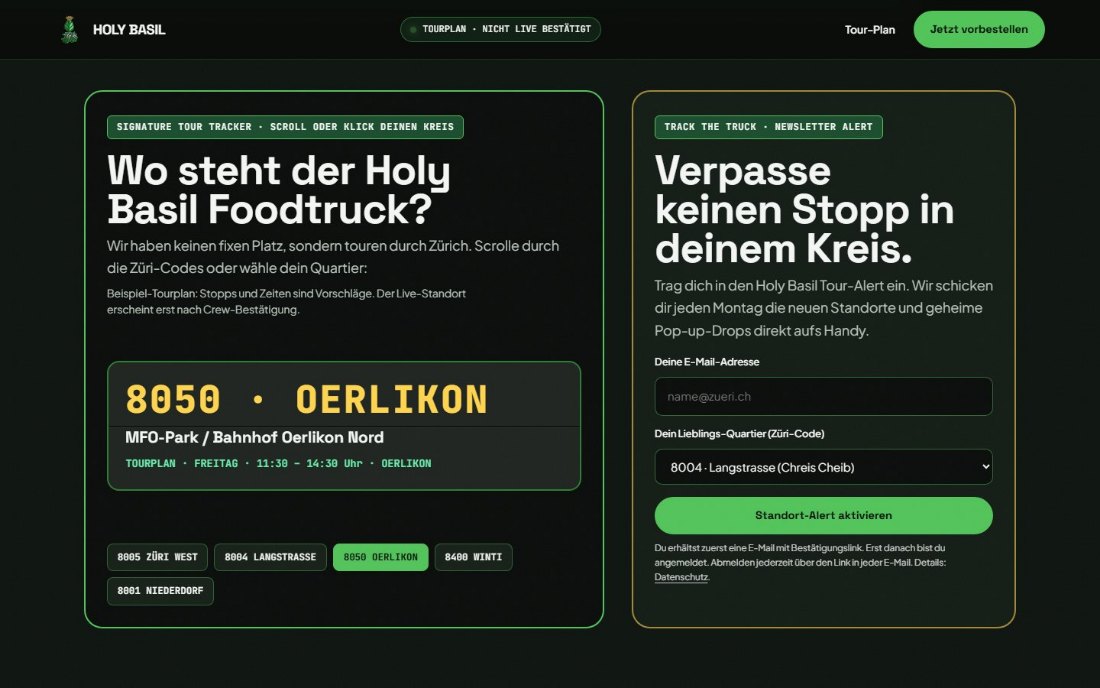 HOLY BASIL
TOURPLAN · NICHT LIVE BESTÄTIGT
Tour-Plan
Jetzt vorbestellen
SIGNATURE TOUR TRACKER · SCROLL ODER KLICK DEINEN KREIS
Wo steht der Holy
Basil Foodtruck?
Wir haben keinen fixen Platz, sondern touren durch Zürich. Scrolle durch
die Züri-Codes oder wähle dein Quartier:
Beispiel-Tourplan: Stopps und Zeiten sind Vorschläge. Der Live-Standort
erscheint erst nach Crew-Bestätigung.
8050 · OERLIKON
MFO-Park / Bahnhof Oerlikon Nord
TOURPLAN · FREITAG · 11:30 – 14:30 Uhr · OERLIKON
8005 ZÜRI WEST
8004 LANGSTRASSE
8050 OERLIKON
8400 WINTI
8001 NIEDERDORF
TRACK THE TRUCK · NEWSLETTER ALERT
Verpasse
keinen Stopp in
deinem Kreis.
Trag dich in den Holy Basil Tour-Alert ein. Wir schicken
dir jeden Montag die neuen Standorte und geheime
Pop-up-Drops direkt aufs Handy.
Deine E-Mail-Adresse
name@zueri.ch
Dein Lieblings-Quartier (Züri-Code)
8004 · Langstrasse (Chreis Cheib)
Standort-Alert aktivieren
Du erhältst zuerst eine E-Mail mit Bestätigungslink. Erst danach bist du
angemeldet. Abmelden jederzeit über den Link in jeder E-Mail. Details:
Datenschutz.